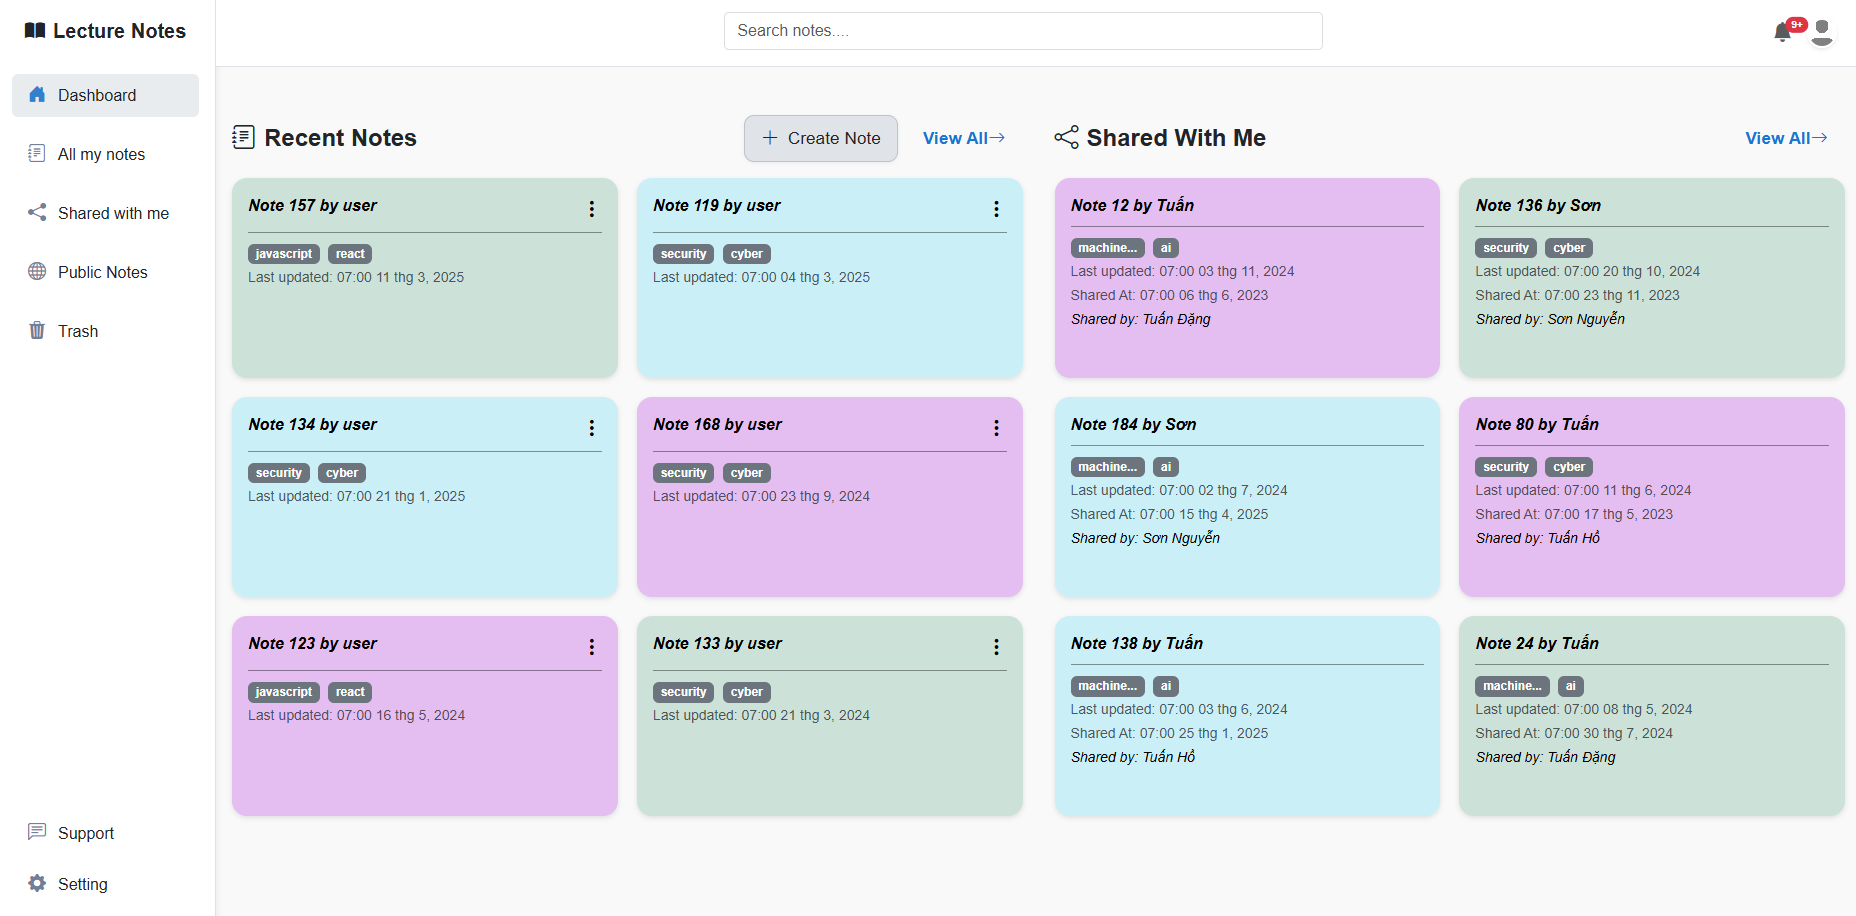 Lecture Notes
Search notes....
9+
Dashboard
All my notes
Shared with me
Public Notes
Trash
Support
Setting
Recent Notes
Create Note
View All
Note 157 by user
javascript react
Last updated: 07:00 11 thg 3, 2025
Note 119 by user
security cyber
Last updated: 07:00 04 thg 3, 2025
Note 134 by user
security cyber
Last updated: 07:00 21 thg 1, 2025
Note 168 by user
security cyber
Last updated: 07:00 23 thg 9, 2024
Note 123 by user
javascript react
Last updated: 07:00 16 thg 5, 2024
Note 133 by user
security cyber
Last updated: 07:00 21 thg 3, 2024
Shared With Me
View All
Note 12 by Tuấn
machine... ai
Last updated: 07:00 03 thg 11, 2024
Shared At: 07:00 06 thg 6, 2023
Shared by: Tuấn Đặng
Note 136 by Sơn
security cyber
Last updated: 07:00 20 thg 10, 2024
Shared At: 07:00 23 thg 11, 2023
Shared by: Sơn Nguyễn
Note 184 by Sơn
machine... ai
Last updated: 07:00 02 thg 7, 2024
Shared At: 07:00 15 thg 4, 2025
Shared by: Sơn Nguyễn
Note 80 by Tuấn
security cyber
Last updated: 07:00 11 thg 6, 2024
Shared At: 07:00 17 thg 5, 2023
Shared by: Tuấn Hồ
Note 138 by Tuấn
machine... ai
Last updated: 07:00 03 thg 6, 2024
Shared At: 07:00 25 thg 1, 2025
Shared by: Tuấn Hồ
Note 24 by Tuấn
machine... ai
Last updated: 07:00 08 thg 5, 2024
Shared At: 07:00 30 thg 7, 2024
Shared by: Tuấn Đặng